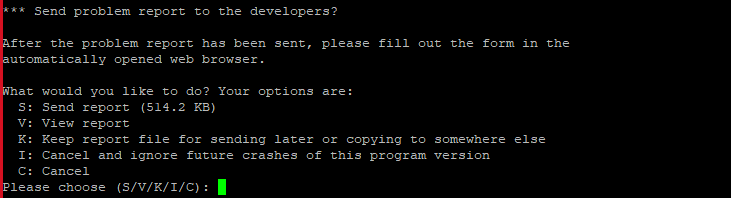 *** Send problem report to the developers?
After the problem report has been sent, please fill out the form in the
automatically opened web browser.
What would you like to do? Your options are:
S: Send report (514.2 KB)
V: View report
K: Keep report file for sending later or copying to somewhere else
I: Cancel and ignore future crashes of this program version
C: Cancel
Please choose (S/V/K/I/C):